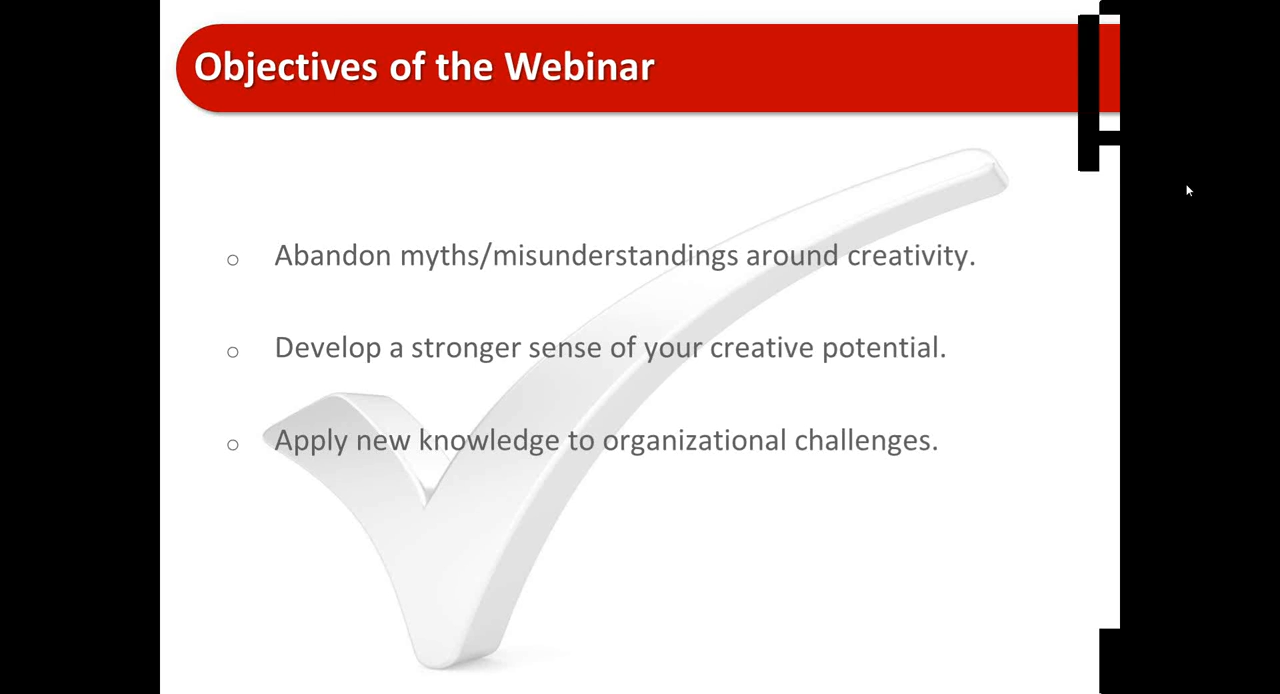 Objectives of the Webinar
○ Abandon myths/misunderstandings around creativity.
○ Develop a stronger sense of your creative potential.
○ Apply new knowledge to organizational challenges.